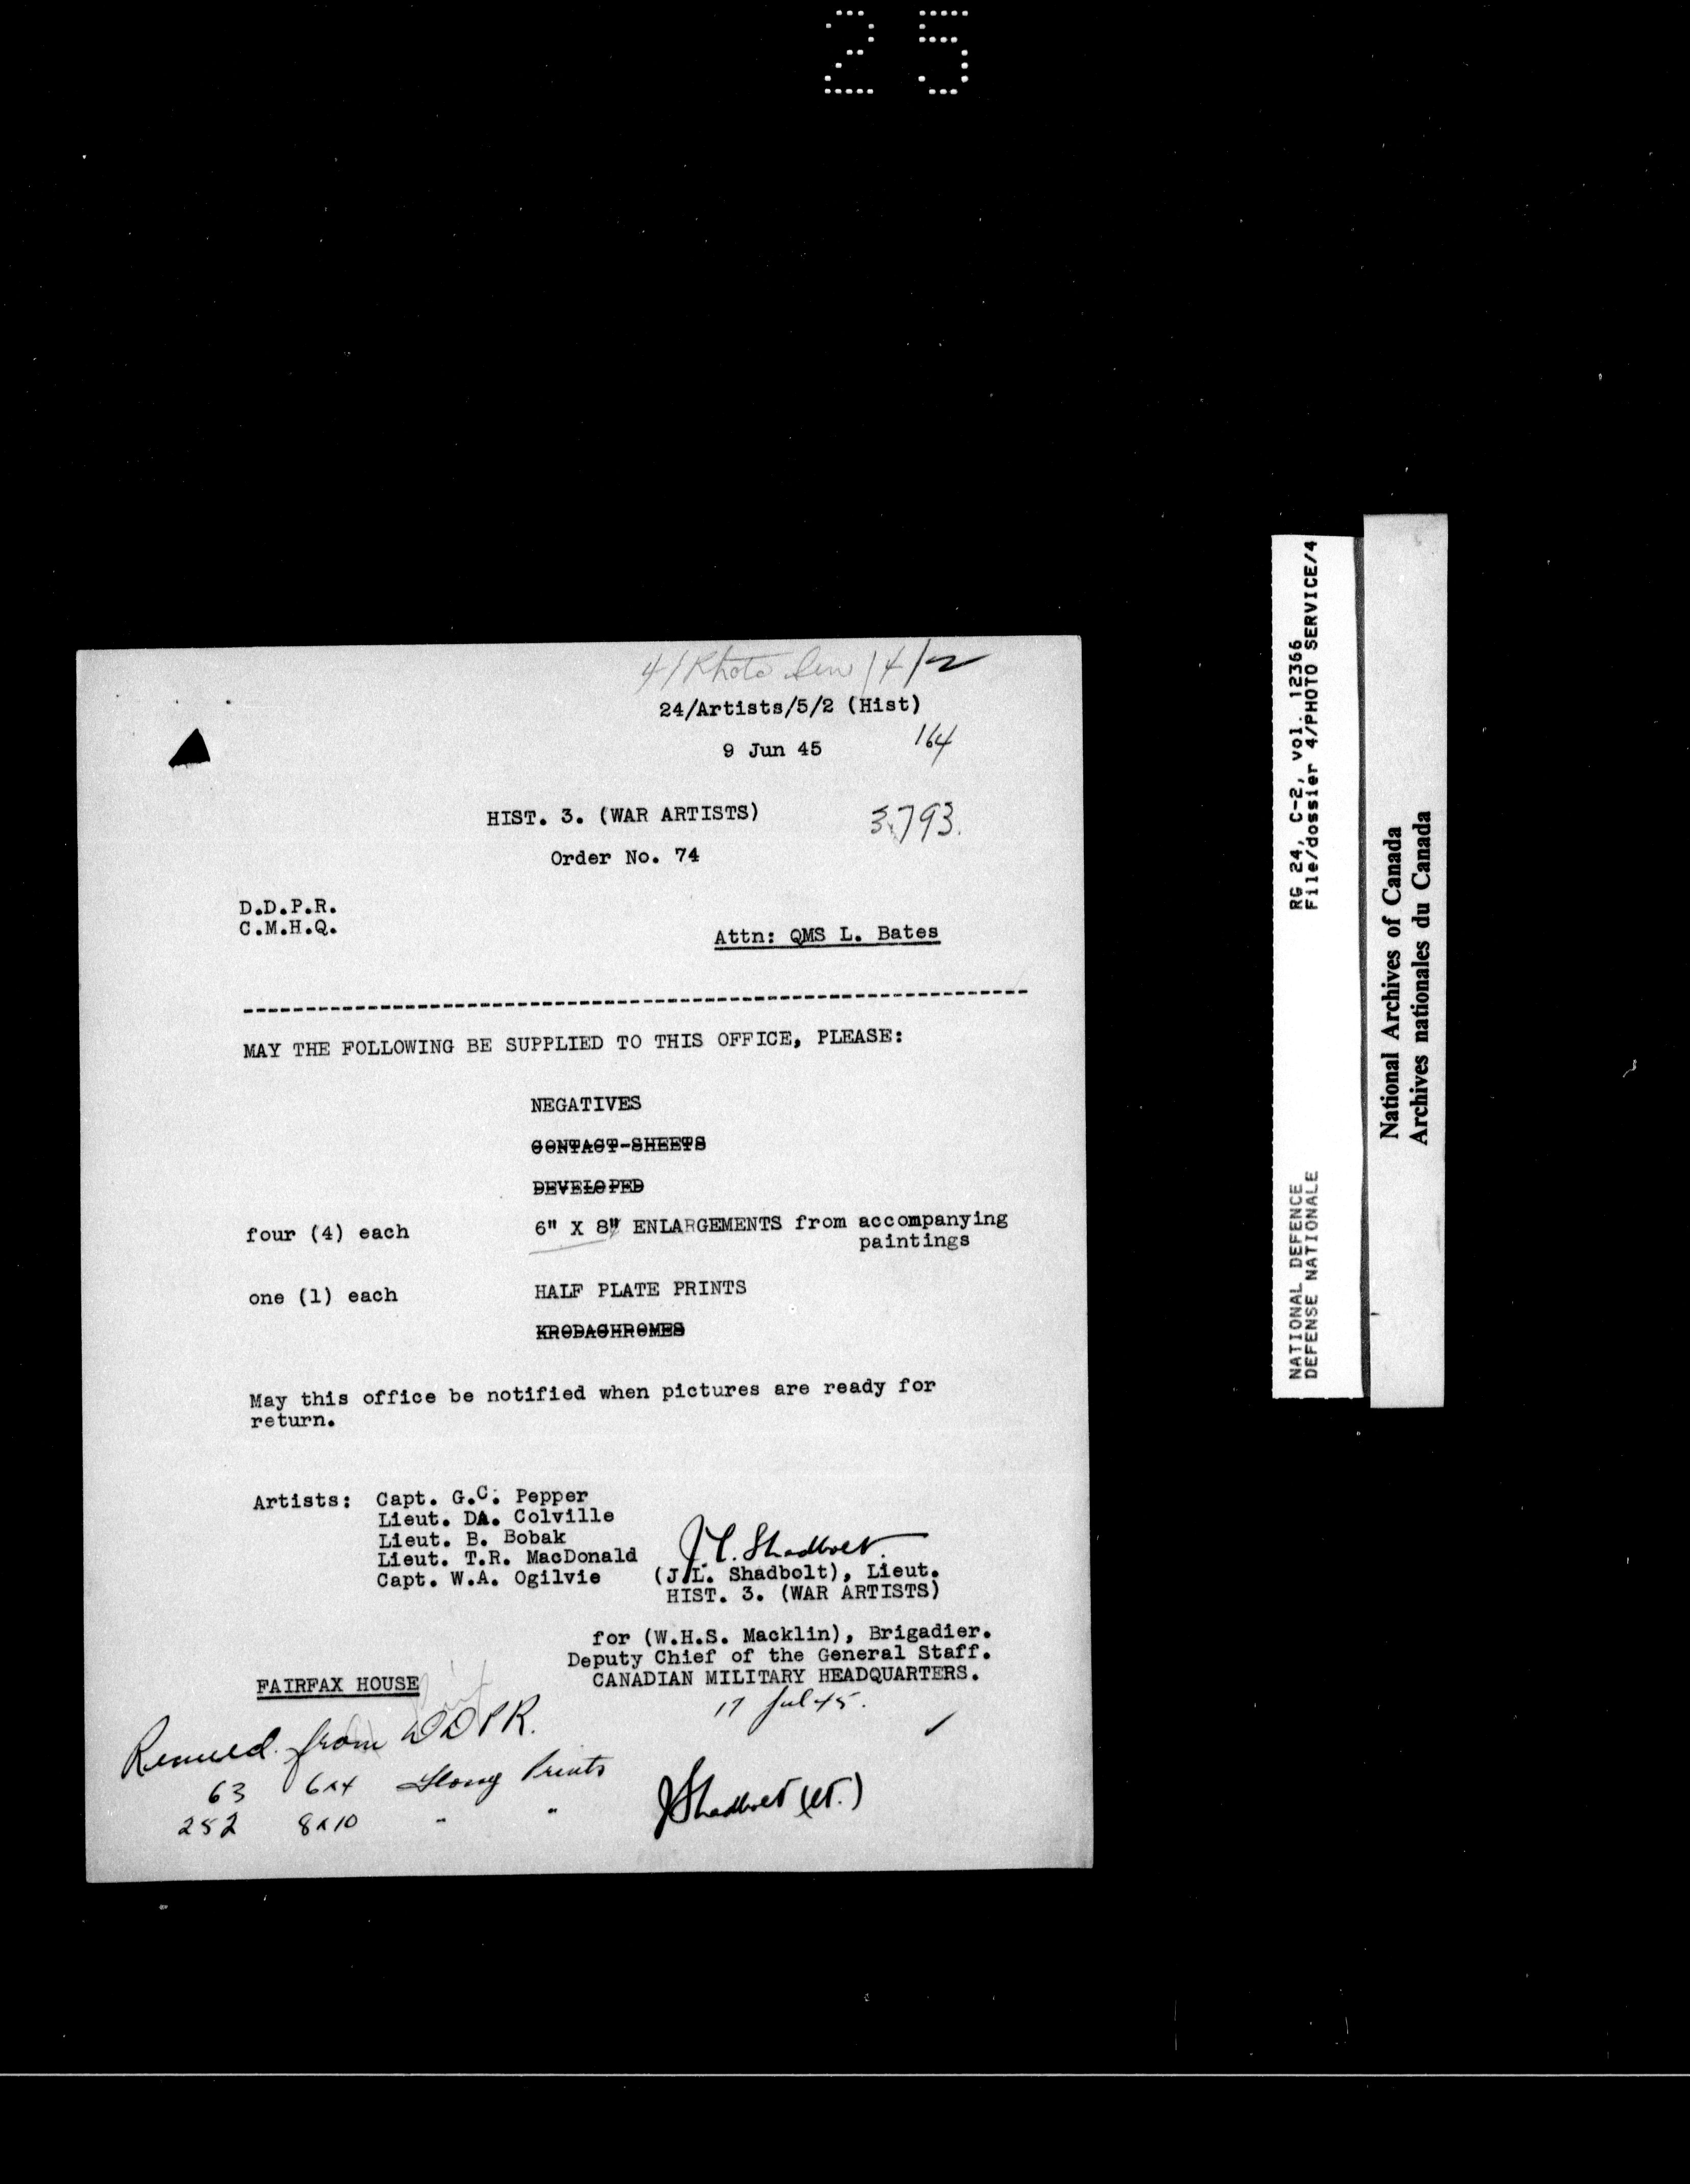 25
4/Photo Serv/4/2
24/Artists/5/2 (Hist)
9 Jun 45
164
HIST. 3. (WAR ARTISTS)
3793.
Order No. 74
D.D.P.R.
C.M.H.Q.
Attn: QMS L. Bates
MAY THE FOLLOWING BE SUPPLIED TO THIS OFFICE, PLEASE:
NEGATIVES
CONTACT-SHEETS
DEVELOPED
four (4) each 6" X 8" ENLARGEMENTS from accompanying
paintings
one (1) each HALF PLATE PRINTS
KRODACHROMES
May this office be notified when pictures are ready for
return.
Artists: Capt. G.C. Pepper
Lieut. DA. Colville
Lieut. B. Bobak
Lieut. T.R. MacDonald
Capt. W.A. Ogilvie
J.L. Shadbolt.
(J.L. Shadbolt), Lieut.
HIST. 3. (WAR ARTISTS)
for (W.H.S. Macklin), Brigadier.
Deputy Chief of the General Staff.
CANADIAN MILITARY HEADQUARTERS.
FAIRFAX HOUSE
17 Jul 45.
from DDPR.
63 6x4 Glossy Prints
252 8x10 " "
JShadbolt (Lt.)
RG 24, C-2, vol. 12366
File/dossier 4/PHOTO SERVICE/4
NATIONAL DEFENCE
DEFENSE NATIONALE
National Archives of Canada
Archives nationales du Canada